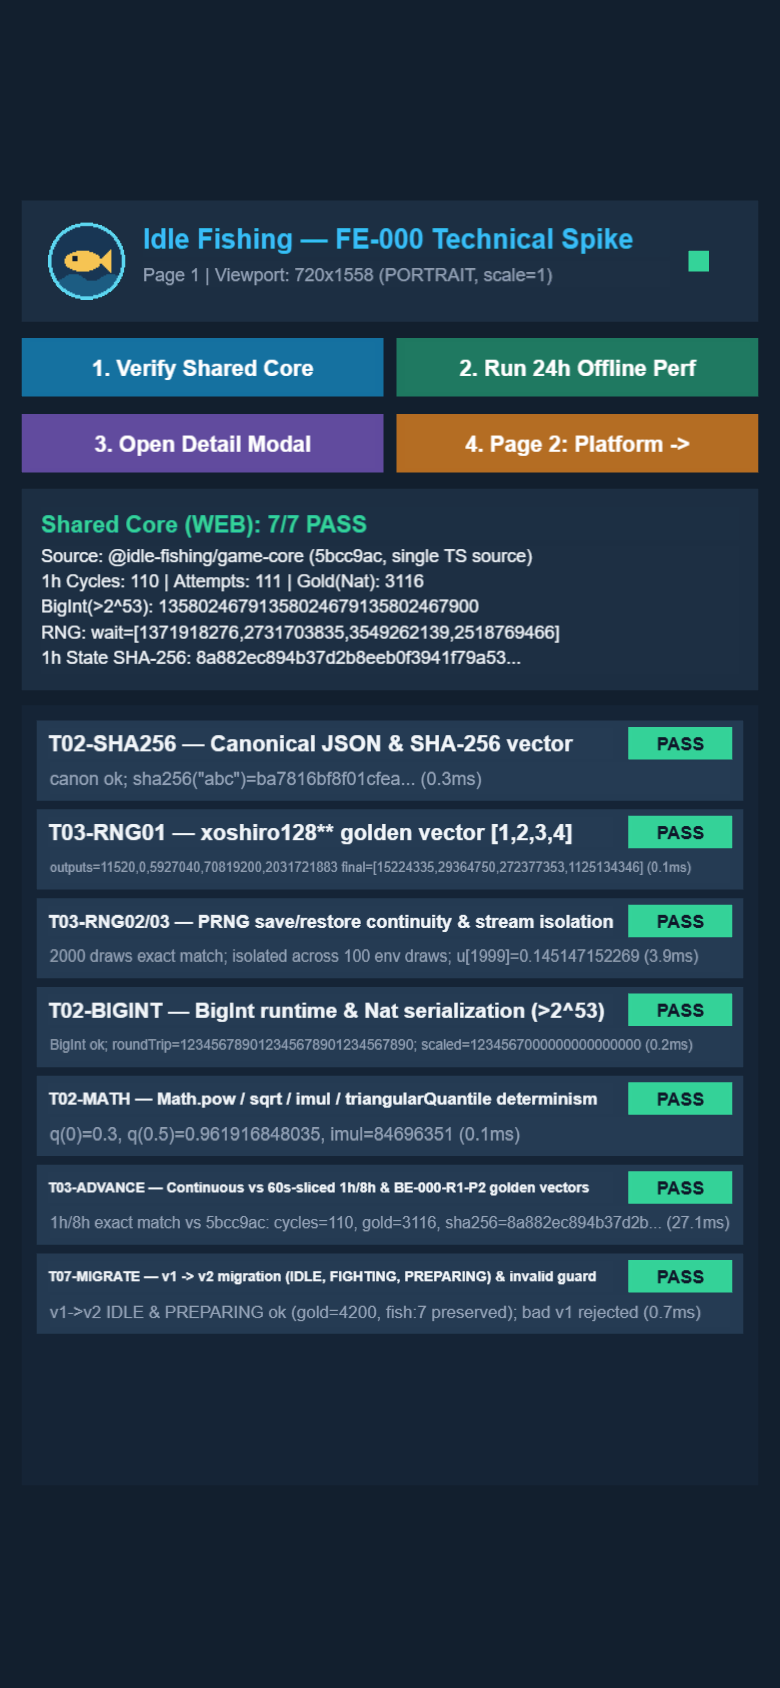 Idle Fishing — FE-000 Technical Spike
Page 1 | Viewport: 720x1558 (PORTRAIT, scale=1)
1. Verify Shared Core
2. Run 24h Offline Perf
3. Open Detail Modal
4. Page 2: Platform ->
Shared Core (WEB): 7/7 PASS
Source: @idle-fishing/game-core (5bcc9ac, single TS source)
1h Cycles: 110 | Attempts: 111 | Gold(Nat): 3116
BigInt(>2^53): 13580246791358024679135802467900
RNG: wait=[1371918276,2731703835,3549262139,2518769466]
1h State SHA-256: 8a882ec894b37d2b8eeb0f3941f79a53...
T02-SHA256 — Canonical JSON & SHA-256 vector
PASS
canon ok; sha256("abc")=ba7816bf8f01cfea... (0.3ms)
T03-RNG01 — xoshiro128** golden vector [1,2,3,4]
PASS
outputs=11520,0,5927040,70819200,2031721883 final=[15224335,29364750,272377353,1125134346] (0.1ms)
T03-RNG02/03 — PRNG save/restore continuity & stream isolation
PASS
2000 draws exact match; isolated across 100 env draws; u[1999]=0.145147152269 (3.9ms)
T02-BIGINT — BigInt runtime & Nat serialization (>2^53)
PASS
BigInt ok; roundTrip=123456789012345678901234567890; scaled=1234567000000000000000 (0.2ms)
T02-MATH — Math.pow / sqrt / imul / triangularQuantile determinism
PASS
q(0)=0.3, q(0.5)=0.961916848035, imul=84696351 (0.1ms)
T03-ADVANCE — Continuous vs 60s-sliced 1h/8h & BE-000-R1-P2 golden vectors
PASS
1h/8h exact match vs 5bcc9ac: cycles=110, gold=3116, sha256=8a882ec894b37d2b... (27.1ms)
T07-MIGRATE — v1 -> v2 migration (IDLE, FIGHTING, PREPARING) & invalid guard
PASS
v1->v2 IDLE & PREPARING ok (gold=4200, fish:7 preserved); bad v1 rejected (0.7ms)